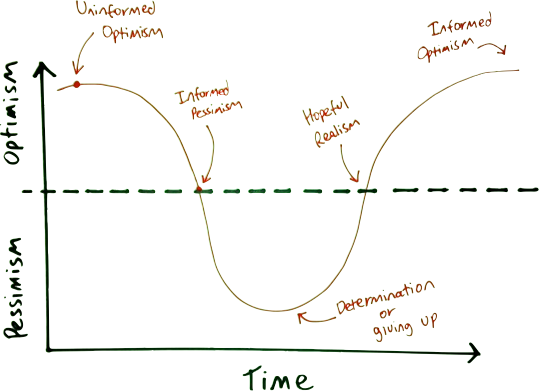 Uninformed
Optimism
Informed
Optimism
Informed
Pessimism
Hopeful
Realism
Optimism
Pessimism
Determination
or
giving up
Time